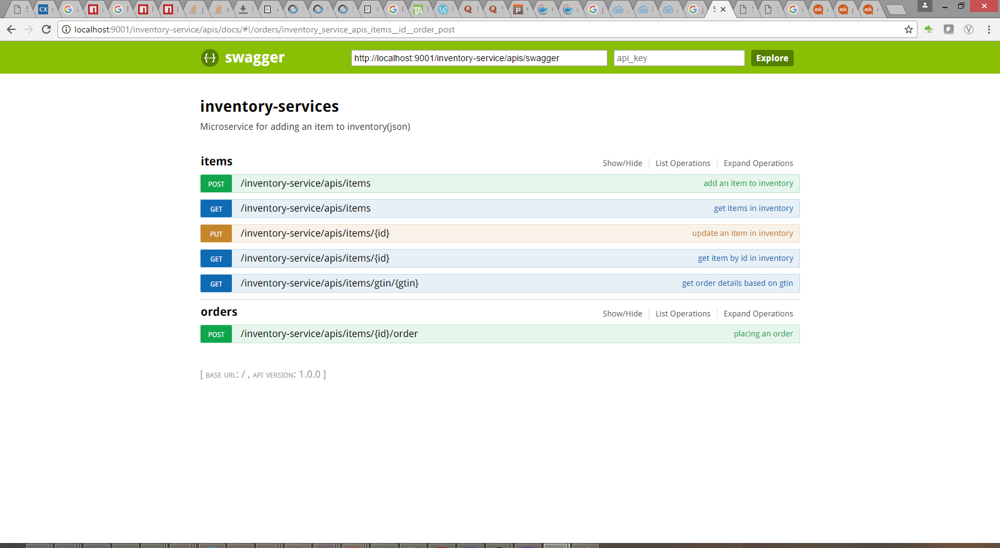 localhost:9001/inventory-service/apis/docs/#!/orders/inventory_service_apis_items__id__order_post
{··} swagger
http://localhost:9001/inventory-service/apis/swagger
api_key
Explore
inventory-services
Microservice for adding an item to inventory(json)
items
Show/Hide
List Operations
Expand Operations
POST /inventory-service/apis/items add an item to inventory
GET /inventory-service/apis/items get items in inventory
PUT /inventory-service/apis/items/{id} update an item in inventory
GET /inventory-service/apis/items/{id} get item by id in inventory
GET /inventory-service/apis/items/gtin/{gtin} get order details based on gtin
orders
Show/Hide
List Operations
Expand Operations
POST /inventory-service/apis/items/{id}/order placing an order
[ BASE URL: / , API VERSION: 1.0.0 ]